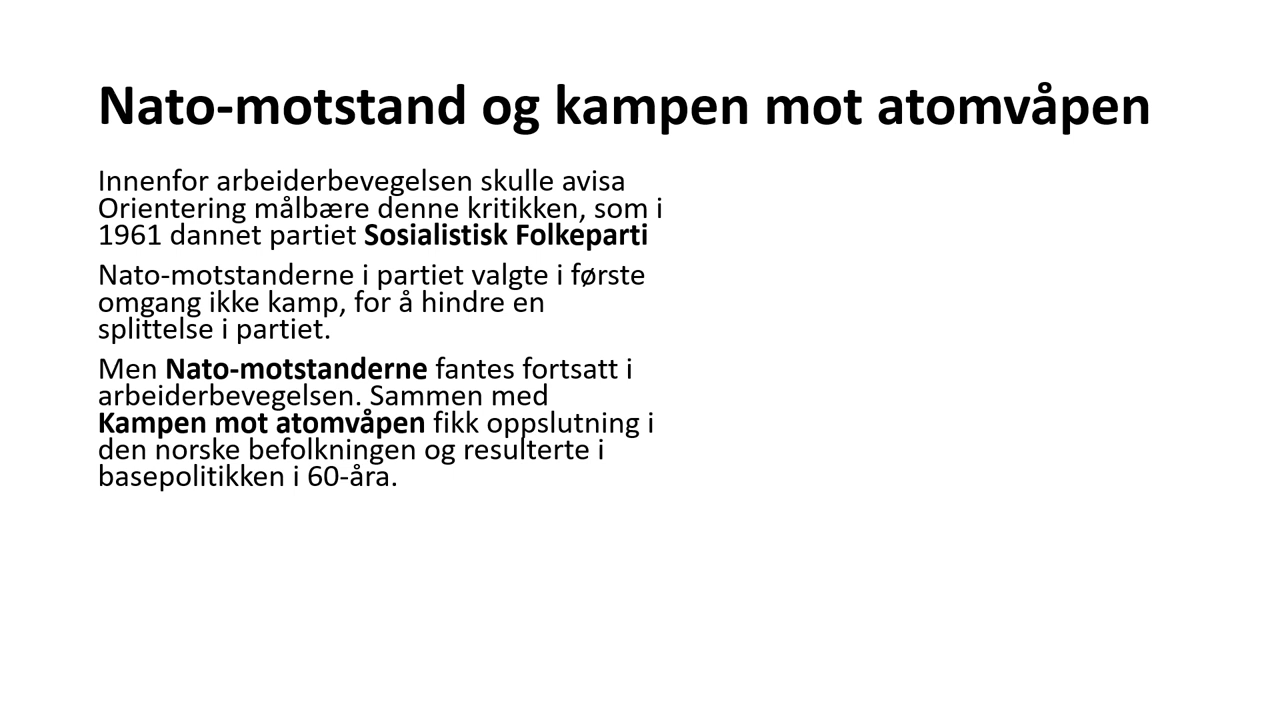 Nato-motstand og kampen mot atomvåpen
Innenfor arbeiderbevegelsen skulle avisa
Orientering målbære denne kritikken, som i
1961 dannet partiet Sosialistisk Folkeparti
Nato-motstanderne i partiet valgte i første
omgang ikke kamp, for å hindre en
splittelse i partiet.
Men Nato-motstanderne fantes fortsatt i
arbeiderbevegelsen. Sammen med
Kampen mot atomvåpen fikk oppslutning i
den norske befolkningen og resulterte i
basepolitikken i 60-åra.